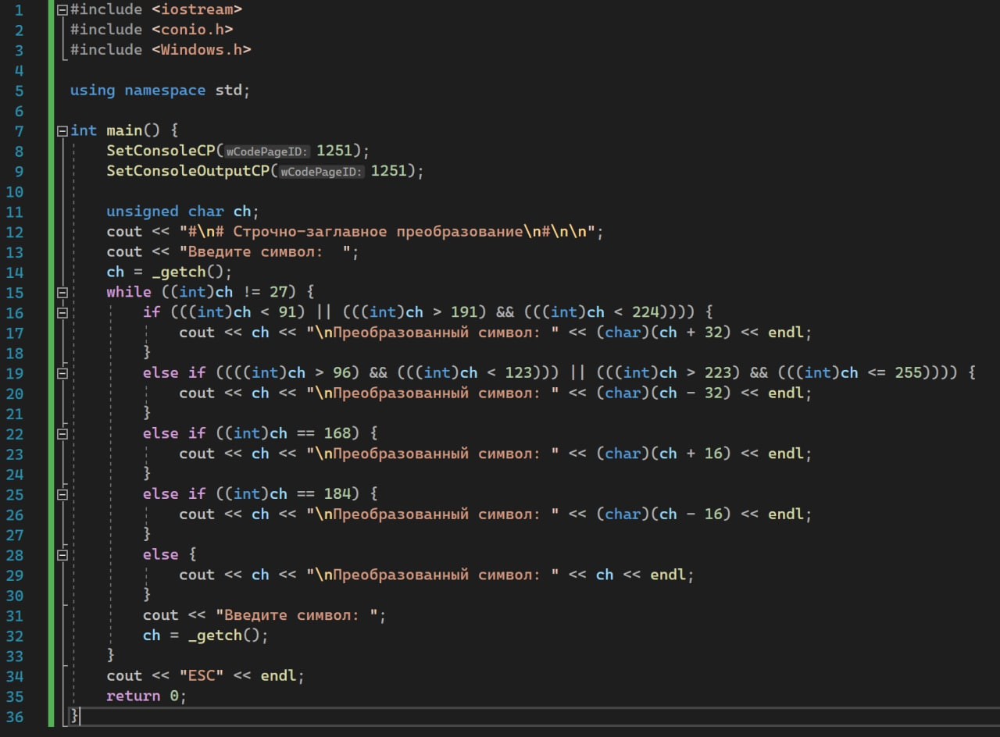 1 #include <iostream>
2 #include <conio.h>
3 #include <Windows.h>
4
5 using namespace std;
6
7 int main() {
8 SetConsoleCP(wCodePageID: 1251);
9 SetConsoleOutputCP(wCodePageID: 1251);
10
11 unsigned char ch;
12 cout << "#\n# Строчно-заглавное преобразование\n#\n\n";
13 cout << "Введите символ:  ";
14 ch = _getch();
15 while ((int)ch != 27) {
16 if (((int)ch < 91) || (((int)ch > 191) && (((int)ch < 224)))) {
17 cout << ch << "\nПреобразованный символ: " << (char)(ch + 32) << endl;
18 }
19 else if ((((int)ch > 96) && (((int)ch < 123))) || (((int)ch > 223) && (((int)ch <= 255)))) {
20 cout << ch << "\nПреобразованный символ: " << (char)(ch - 32) << endl;
21 }
22 else if ((int)ch == 168) {
23 cout << ch << "\nПреобразованный символ: " << (char)(ch + 16) << endl;
24 }
25 else if ((int)ch == 184) {
26 cout << ch << "\nПреобразованный символ: " << (char)(ch - 16) << endl;
27 }
28 else {
29 cout << ch << "\nПреобразованный символ: " << ch << endl;
30 }
31 cout << "Введите символ: ";
32 ch = _getch();
33 }
34 cout << "ESC" << endl;
35 return 0;
36 }